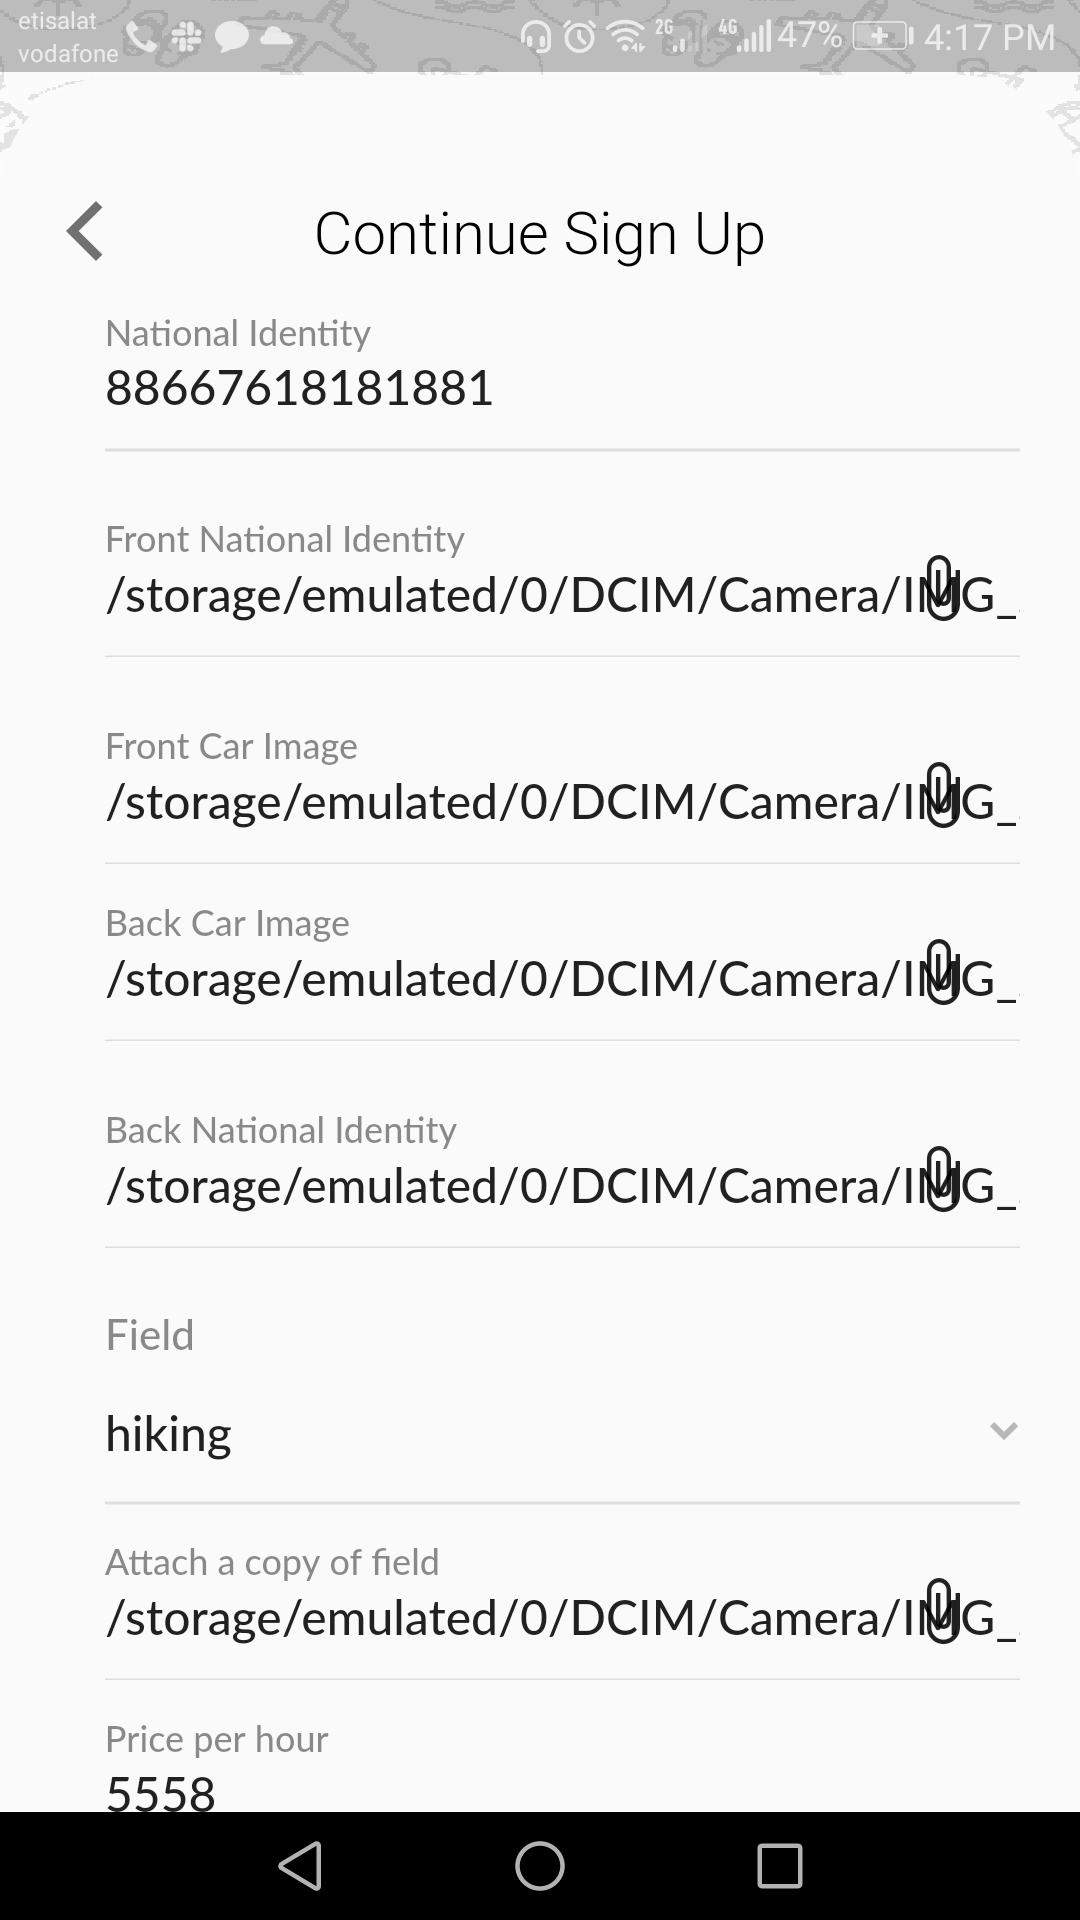 etisalat
vodafone
2G 4G 47% 4:17 PM
Continue Sign Up
National Identity
88667618181881
Front National Identity
/storage/emulated/0/DCIM/Camera/IMG_
Front Car Image
/storage/emulated/0/DCIM/Camera/IMG_
Back Car Image
/storage/emulated/0/DCIM/Camera/IMG_
Back National Identity
/storage/emulated/0/DCIM/Camera/IMG_
Field
hiking
Attach a copy of field
/storage/emulated/0/DCIM/Camera/IMG_
Price per hour
5558